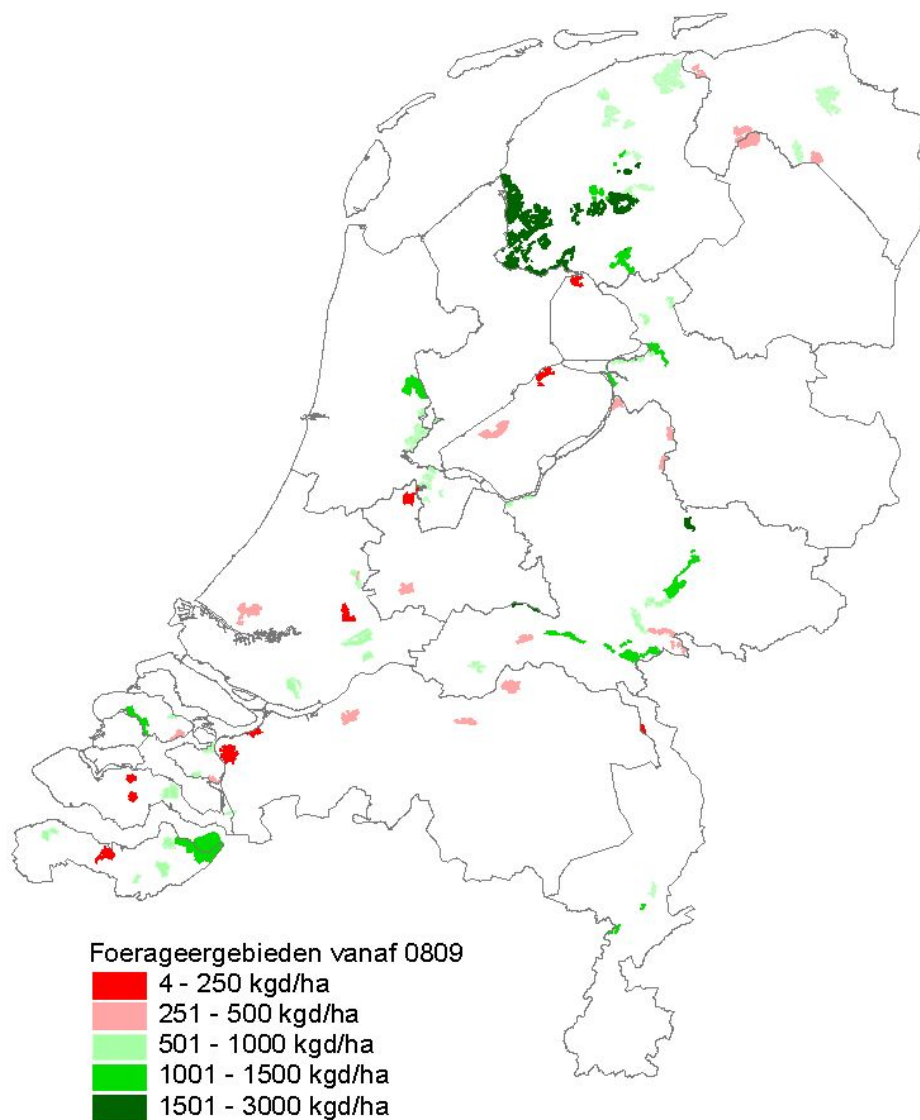 Foerageergebieden vanaf 0809
4 - 250 kgd/ha
251 - 500 kgd/ha
501 - 1000 kgd/ha
1001 - 1500 kgd/ha
1501 - 3000 kgd/ha